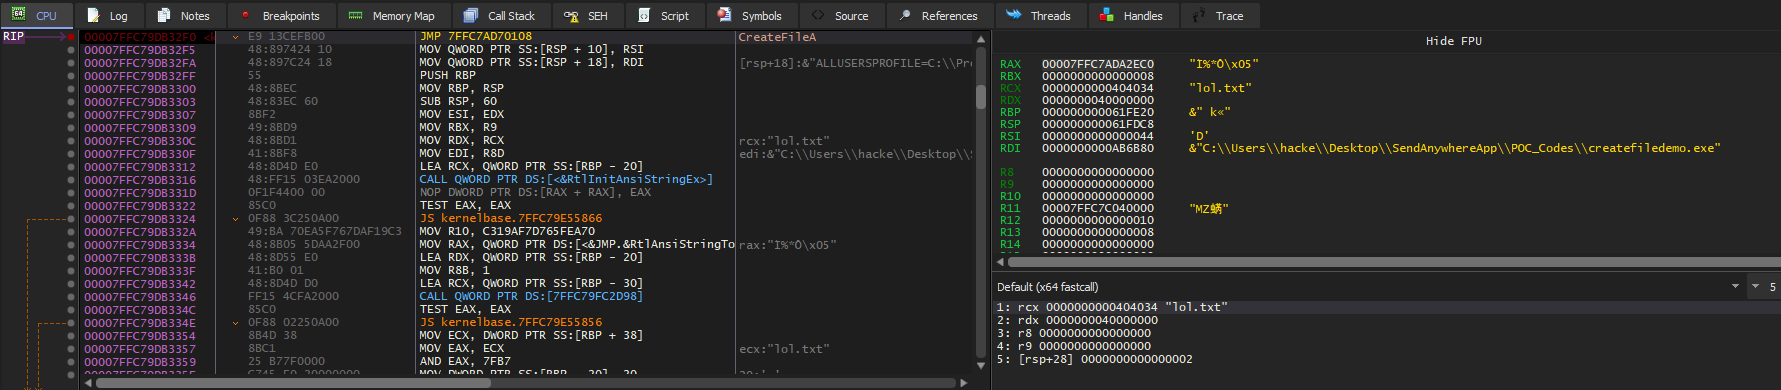 CPU Log Notes Breakpoints Memory Map Call Stack SEH Script Symbols Source References Threads Handles Trace
RIP
00007FFC79DB32F0 E9 13CEFB00 JMP 7FFC7AD70108 CreateFileA
00007FFC79DB32F5 48:897424 10 MOV QWORD PTR SS:[RSP + 10], RSI
00007FFC79DB32FA 48:897C24 18 MOV QWORD PTR SS:[RSP + 18], RDI [rsp+18]:&"ALLUSERSPROFILE=C:\\Pro
00007FFC79DB32FF 55 PUSH RBP
00007FFC79DB3300 48:8BEC MOV RBP, RSP
00007FFC79DB3303 48:83EC 60 SUB RSP, 60
00007FFC79DB3307 8BF2 MOV ESI, EDX
00007FFC79DB3309 49:8BD9 MOV RBX, R9
00007FFC79DB330C 48:8BD1 MOV RDX, RCX rcx:"lol.txt"
00007FFC79DB330F 41:8BF8 MOV EDI, R8D edi:&"C:\\Users\\hacke\\Desktop\\S
00007FFC79DB3312 48:8D4D E0 LEA RCX, QWORD PTR SS:[RBP - 20]
00007FFC79DB3316 48:FF15 03EA2000 CALL QWORD PTR DS:[<&RtlInitAnsiStringEx>]
00007FFC79DB331D 0F1F4400 00 NOP DWORD PTR DS:[RAX + RAX], EAX
00007FFC79DB3322 85C0 TEST EAX, EAX
00007FFC79DB3324 0F88 3C250A00 JS kernelbase.7FFC79E55866
00007FFC79DB332A 49:BA 70EA5F767DAF19C3 MOV R10, C319AF7D765FEA70
00007FFC79DB3334 48:8B05 5DAA2F00 MOV RAX, QWORD PTR DS:[<&JMP.&RtlAnsiStringTo rax:"Ï%*Ò\x05"
00007FFC79DB333B 48:8D55 E0 LEA RDX, QWORD PTR SS:[RBP - 20]
00007FFC79DB333F 41:B0 01 MOV R8B, 1
00007FFC79DB3342 48:8D4D D0 LEA RCX, QWORD PTR SS:[RBP - 30]
00007FFC79DB3346 FF15 4CFA2000 CALL QWORD PTR DS:[7FFC79FC2D98]
00007FFC79DB334C 85C0 TEST EAX, EAX
00007FFC79DB334E 0F88 02250A00 JS kernelbase.7FFC79E55856
00007FFC79DB3354 8B4D 38 MOV ECX, DWORD PTR SS:[RBP + 38]
00007FFC79DB3357 8BC1 MOV EAX, ECX ecx:"lol.txt"
00007FFC79DB3359 25 B77F0000 AND EAX, 7FB7
Hide FPU
RAX 00007FFC7ADA2EC0 "Ï%*Ò\x05"
RBX 0000000000000008
RCX 0000000000404034 "lol.txt"
RDX 0000000040000000
RBP 000000000061FE20 &" k«"
RSP 000000000061FDC8
RSI 0000000000000044 'D'
RDI 0000000000AB6B80 &"C:\\Users\\hacke\\Desktop\\SendAnywhereApp\\POC_Codes\\createfiledemo.exe"
R8 0000000000000000
R9 0000000000000000
R10 0000000000000000
R11 00007FFC7C040000 "MZ蟎"
R12 0000000000000010
R13 0000000000000008
R14 0000000000000000
Default (x64 fastcall) 5
1: rcx 0000000000404034 "lol.txt"
2: rdx 0000000040000000
3: r8 0000000000000000
4: r9 0000000000000000
5: [rsp+28] 0000000000000002